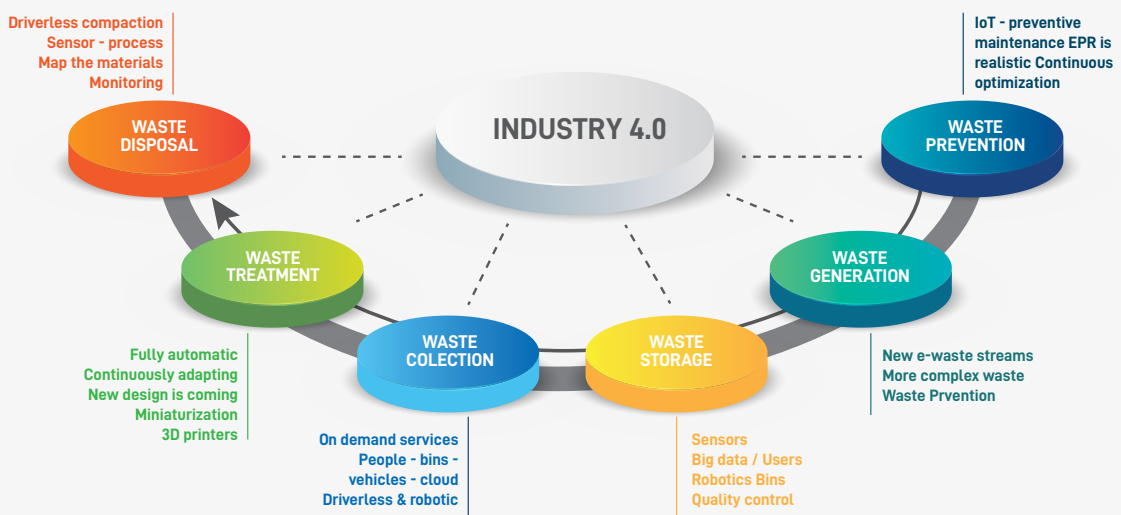 Driverless compaction
Sensor - process
Map the materials
Monitoring
WASTE
DISPOSAL
INDUSTRY 4.0
IoT - preventive
maintenance EPR is
realistic Continuous
optimization
WASTE
PREVENTION
WASTE
TREATMENT
Fully automatic
Continuously adapting
New design is coming
Miniaturization
3D printers
WASTE
COLECTION
On demand services
People - bins -
vehicles - cloud
Driverless & robotic
WASTE
STORAGE
Sensors
Big data / Users
Robotics Bins
Quality control
WASTE
GENERATION
New e-waste streams
More complex waste
Waste Prvention